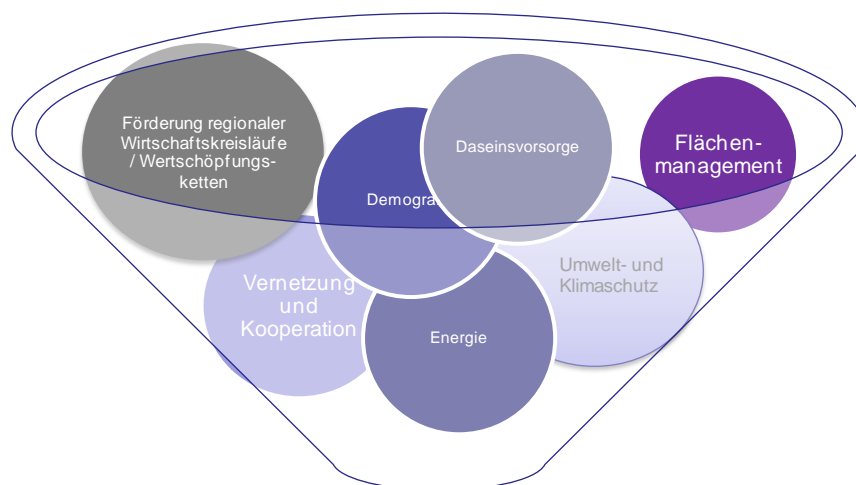 Förderung regionaler
Wirtschaftskreisläufe
/ Wertschöpfungs-
ketten
Daseinsvorsorge
Flächen-
management
Demogra
Umwelt- und
Klimaschutz
Vernetzung
und
Kooperation
Energie